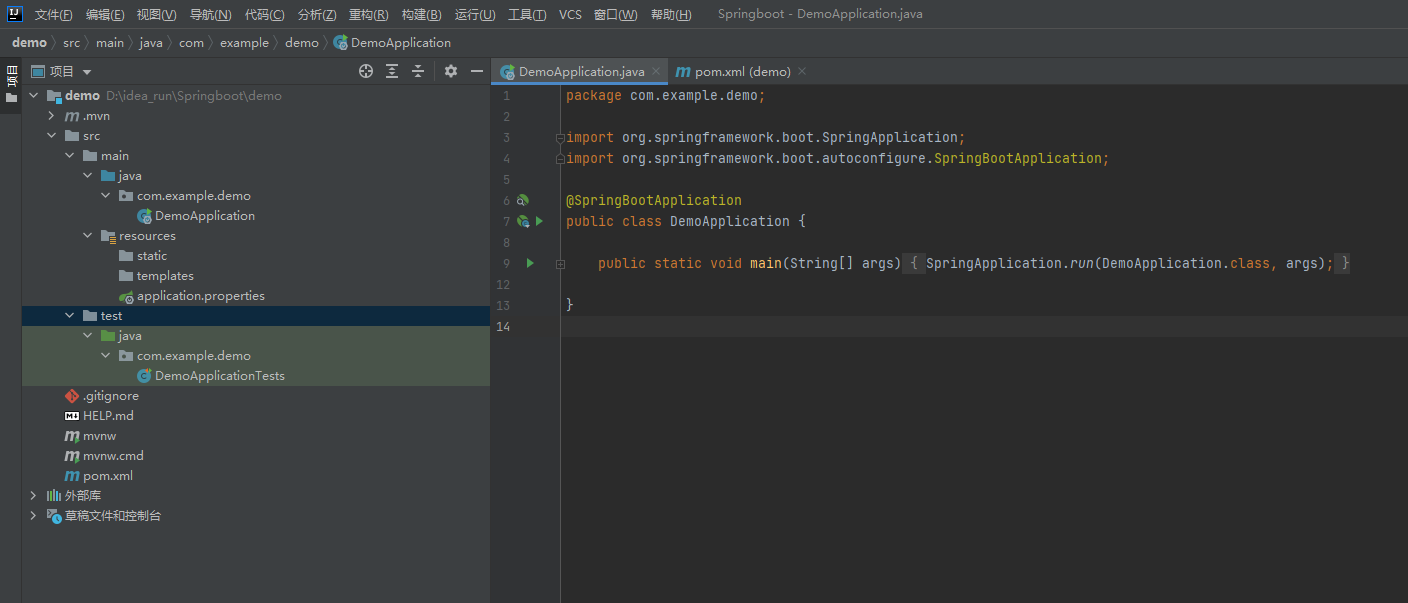 IJ 文件(F) 编辑(E) 视图(V) 导航(N) 代码(C) 分析(Z) 重构(R) 构建(B) 运行(U) 工具(T) VCS 窗口(W) 帮助(H) Springboot - DemoApplication.java
demo src main java com example demo DemoApplication
项目
项目
demo D:\idea_run\Springboot\demo
.mvn
src
main
java
com.example.demo
DemoApplication
resources
static
templates
application.properties
test
java
com.example.demo
DemoApplicationTests
.gitignore
HELP.md
mvnw
mvnw.cmd
pom.xml
外部库
草稿文件和控制台
DemoApplication.java pom.xml (demo)
1 package com.example.demo;
2
3 import org.springframework.boot.SpringApplication;
4 import org.springframework.boot.autoconfigure.SpringBootApplication;
5
6 @SpringBootApplication
7 public class DemoApplication {
8
9 public static void main(String[] args) { SpringApplication.run(DemoApplication.class, args); }
12
13 }
14